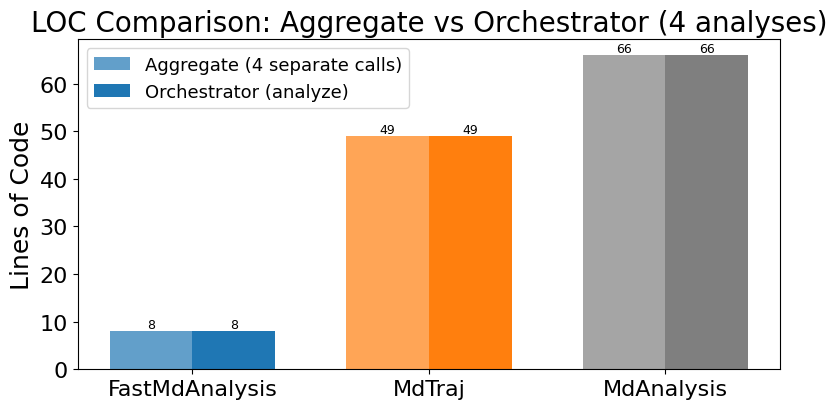 LOC Comparison: Aggregate vs Orchestrator (4 analyses)
Aggregate (4 separate calls)
Orchestrator (analyze)
Lines of Code
60
50
40
30
20
10
0
8
8
49
49
66
66
FastMdAnalysis
MdTraj
MdAnalysis